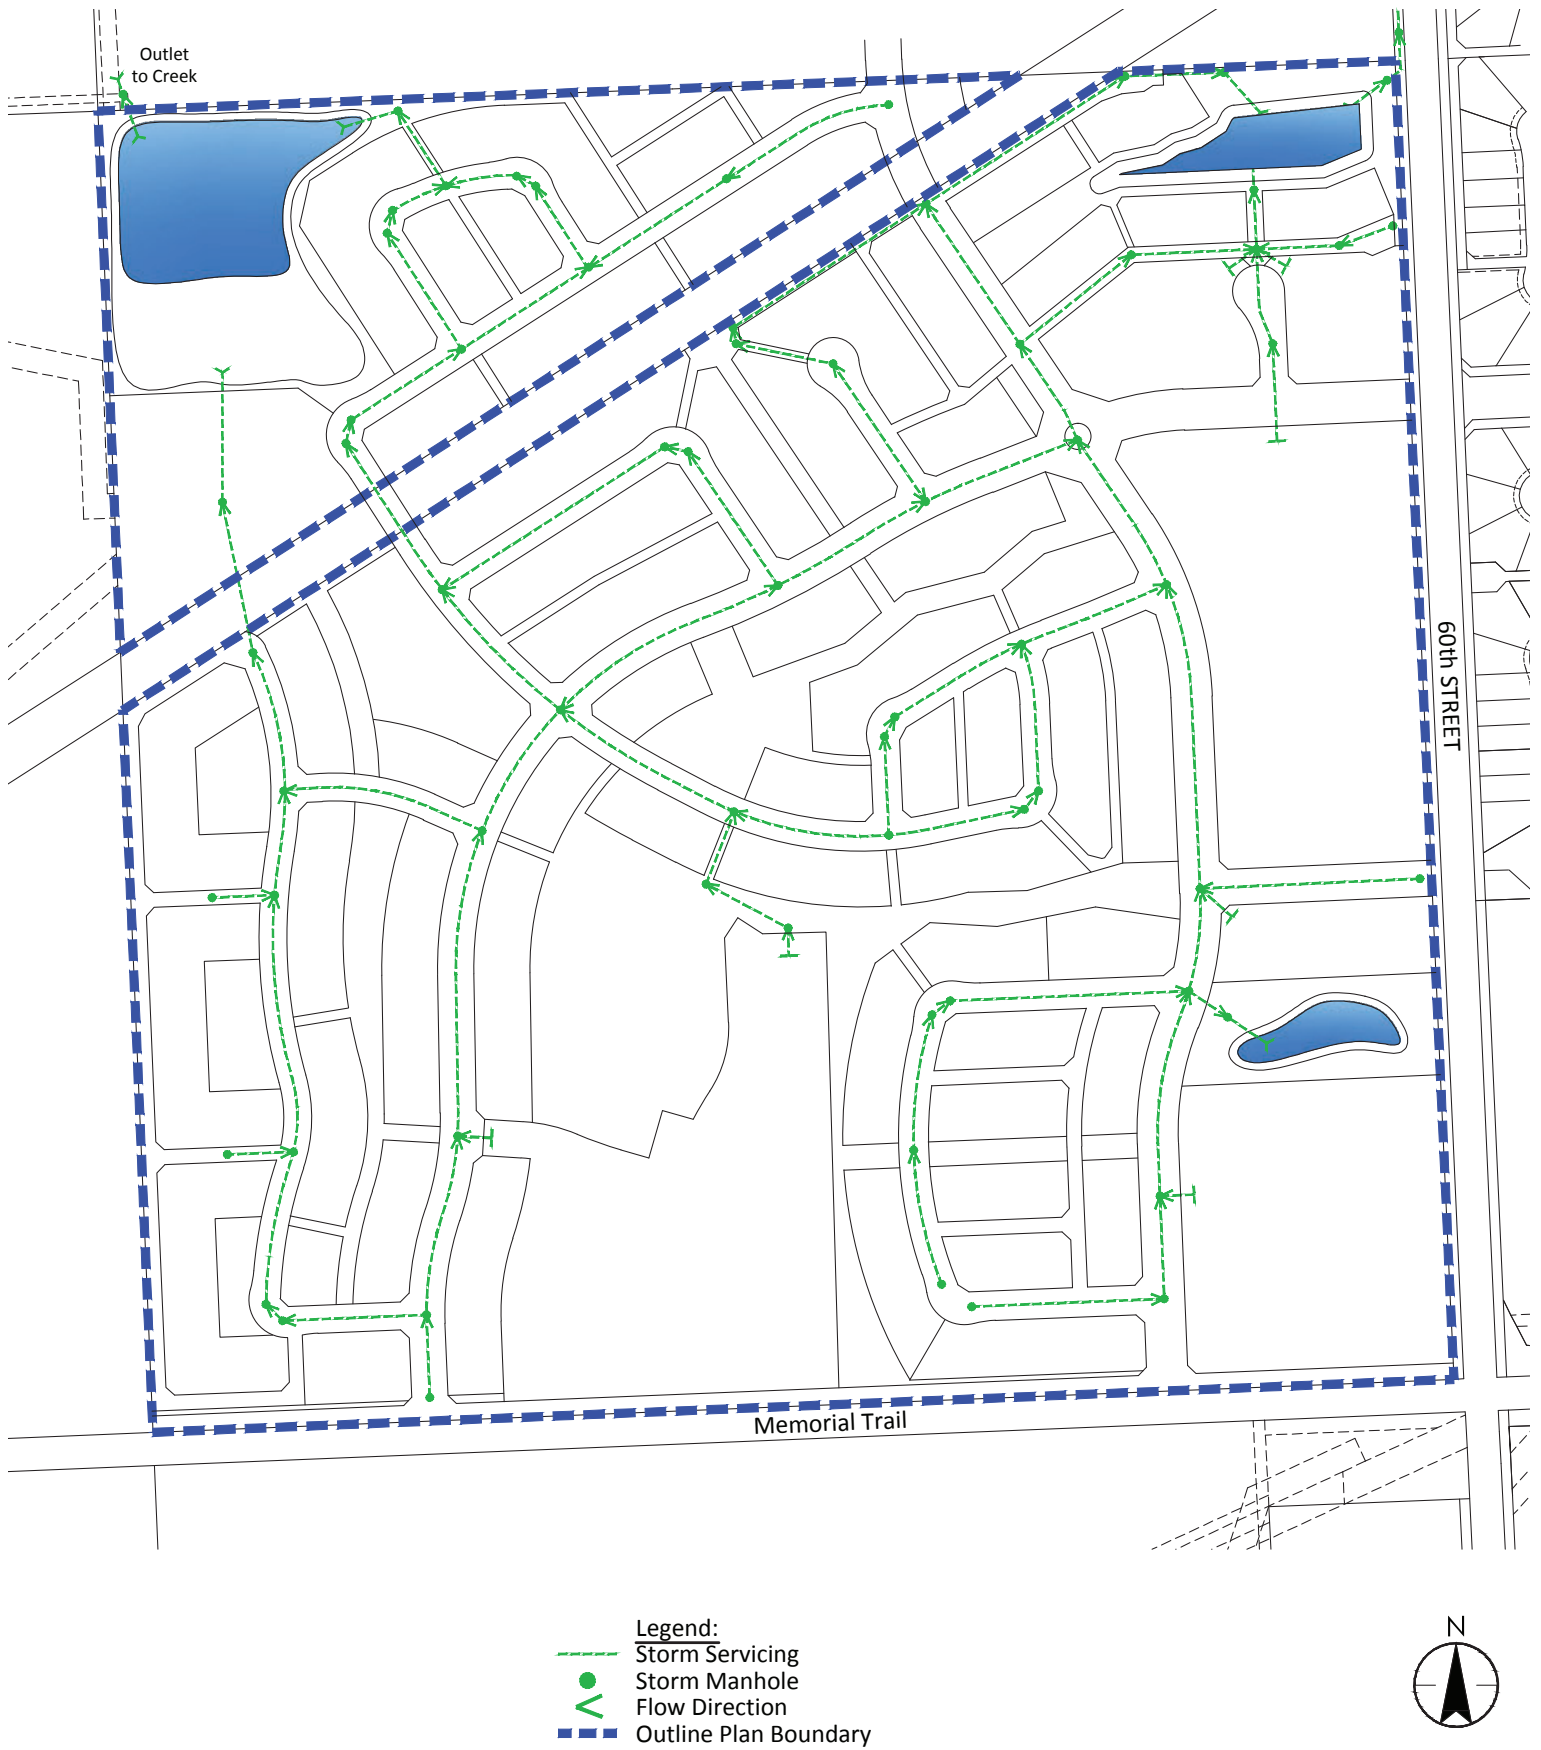 Outlet
to Creek
60th STREET
Memorial Trail
Legend:
Storm Servicing
Storm Manhole
Flow Direction
Outline Plan Boundary
N